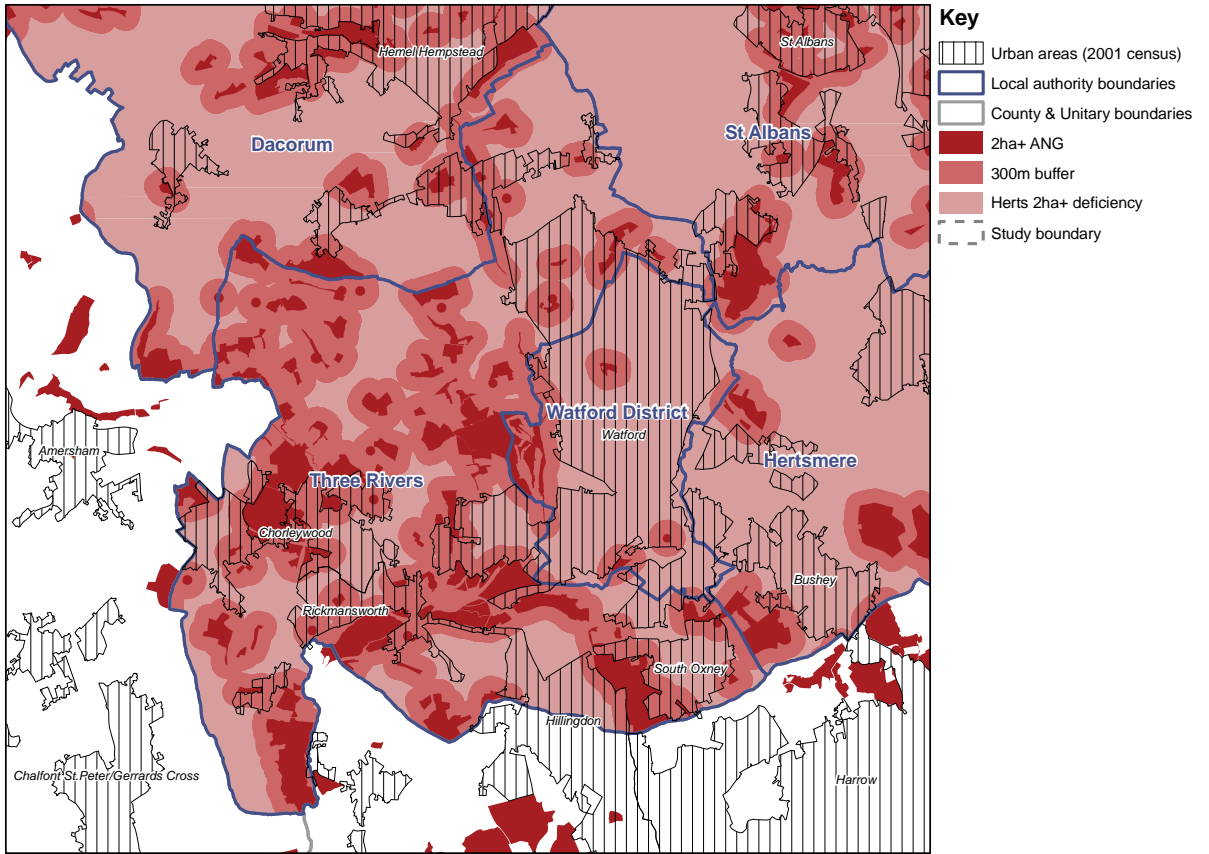 Key
Urban areas (2001 census)
Local authority boundaries
County & Unitary boundaries
2ha+ ANG
300m buffer
Herts 2ha+ deficiency
Study boundary
Hemel Hempstead
St Albans
Dacorum
St Albans
Watford District
Watford
Amersham
Hertsmere
Three Rivers
Chorleywood
Bushey
Rickmansworth
South Oxney
Hillingdon
Chalfont St.Peter/Gerrards Cross
Harrow